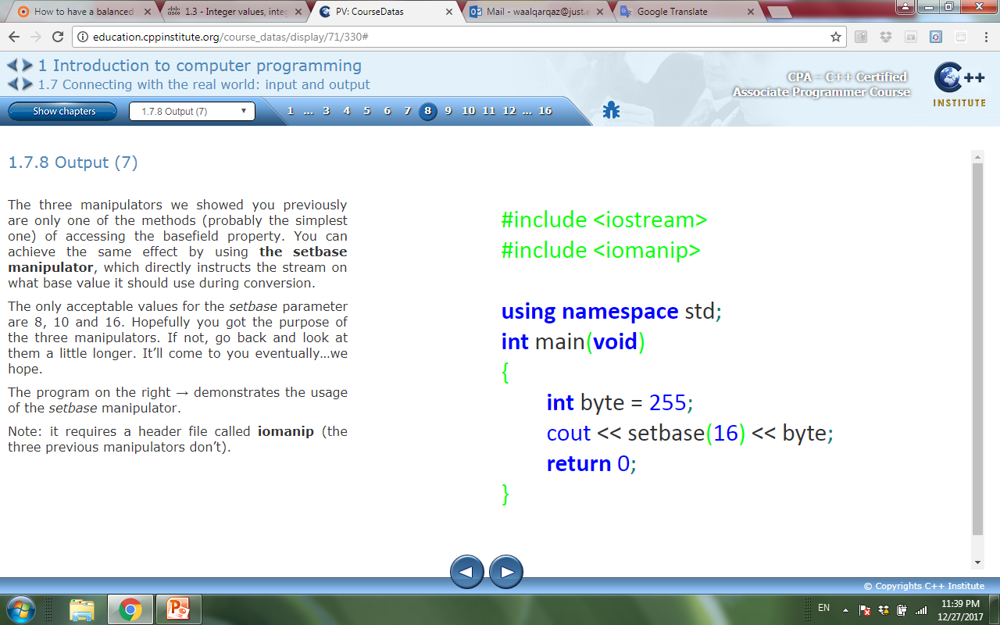 How to have a balanced
1.3 - Integer values, integ
PV: CourseDatas
Mail - waalqarqaz@just.e
Google Translate
education.cppinstitute.org/course_datas/display/71/330#
1 Introduction to computer programming
1.7 Connecting with the real world: input and output
CPA – C++ Certified
Associate Programmer Course
C++
INSTITUTE
Show chapters
1.7.8 Output (7)
1 ... 3 4 5 6 7 8 9 10 11 12 ... 16
1.7.8 Output (7)
The three manipulators we showed you previously
are only one of the methods (probably the simplest
one) of accessing the basefield property. You can
achieve the same effect by using the setbase
manipulator, which directly instructs the stream on
what base value it should use during conversion.
The only acceptable values for the setbase parameter
are 8, 10 and 16. Hopefully you got the purpose of
the three manipulators. If not, go back and look at
them a little longer. It’ll come to you eventually…we
hope.
The program on the right → demonstrates the usage
of the setbase manipulator.
Note: it requires a header file called iomanip (the
three previous manipulators don’t).
#include <iostream>
#include <iomanip>
using namespace std;
int main(void)
{
int byte = 255;
cout << setbase(16) << byte;
return 0;
}
© Copyrights C++ Institute
EN
11:39 PM
12/27/2017